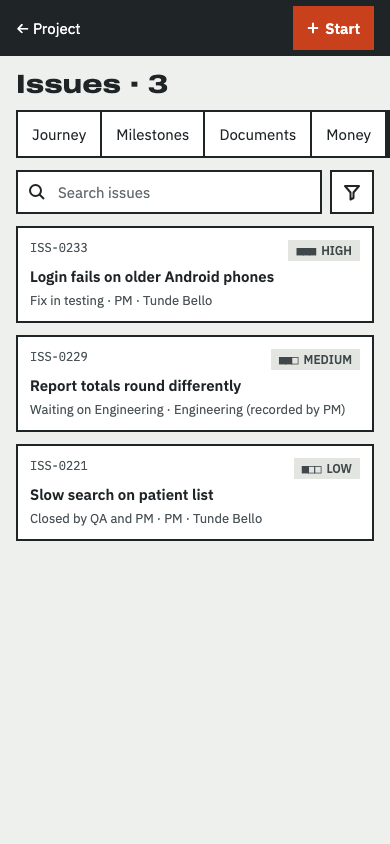 ← Project
+ Start
Issues · 3
Journey
Milestones
Documents
Money
Search issues
ISS-0233
HIGH
Login fails on older Android phones
Fix in testing · PM · Tunde Bello
ISS-0229
MEDIUM
Report totals round differently
Waiting on Engineering · Engineering (recorded by PM)
ISS-0221
LOW
Slow search on patient list
Closed by QA and PM · PM · Tunde Bello